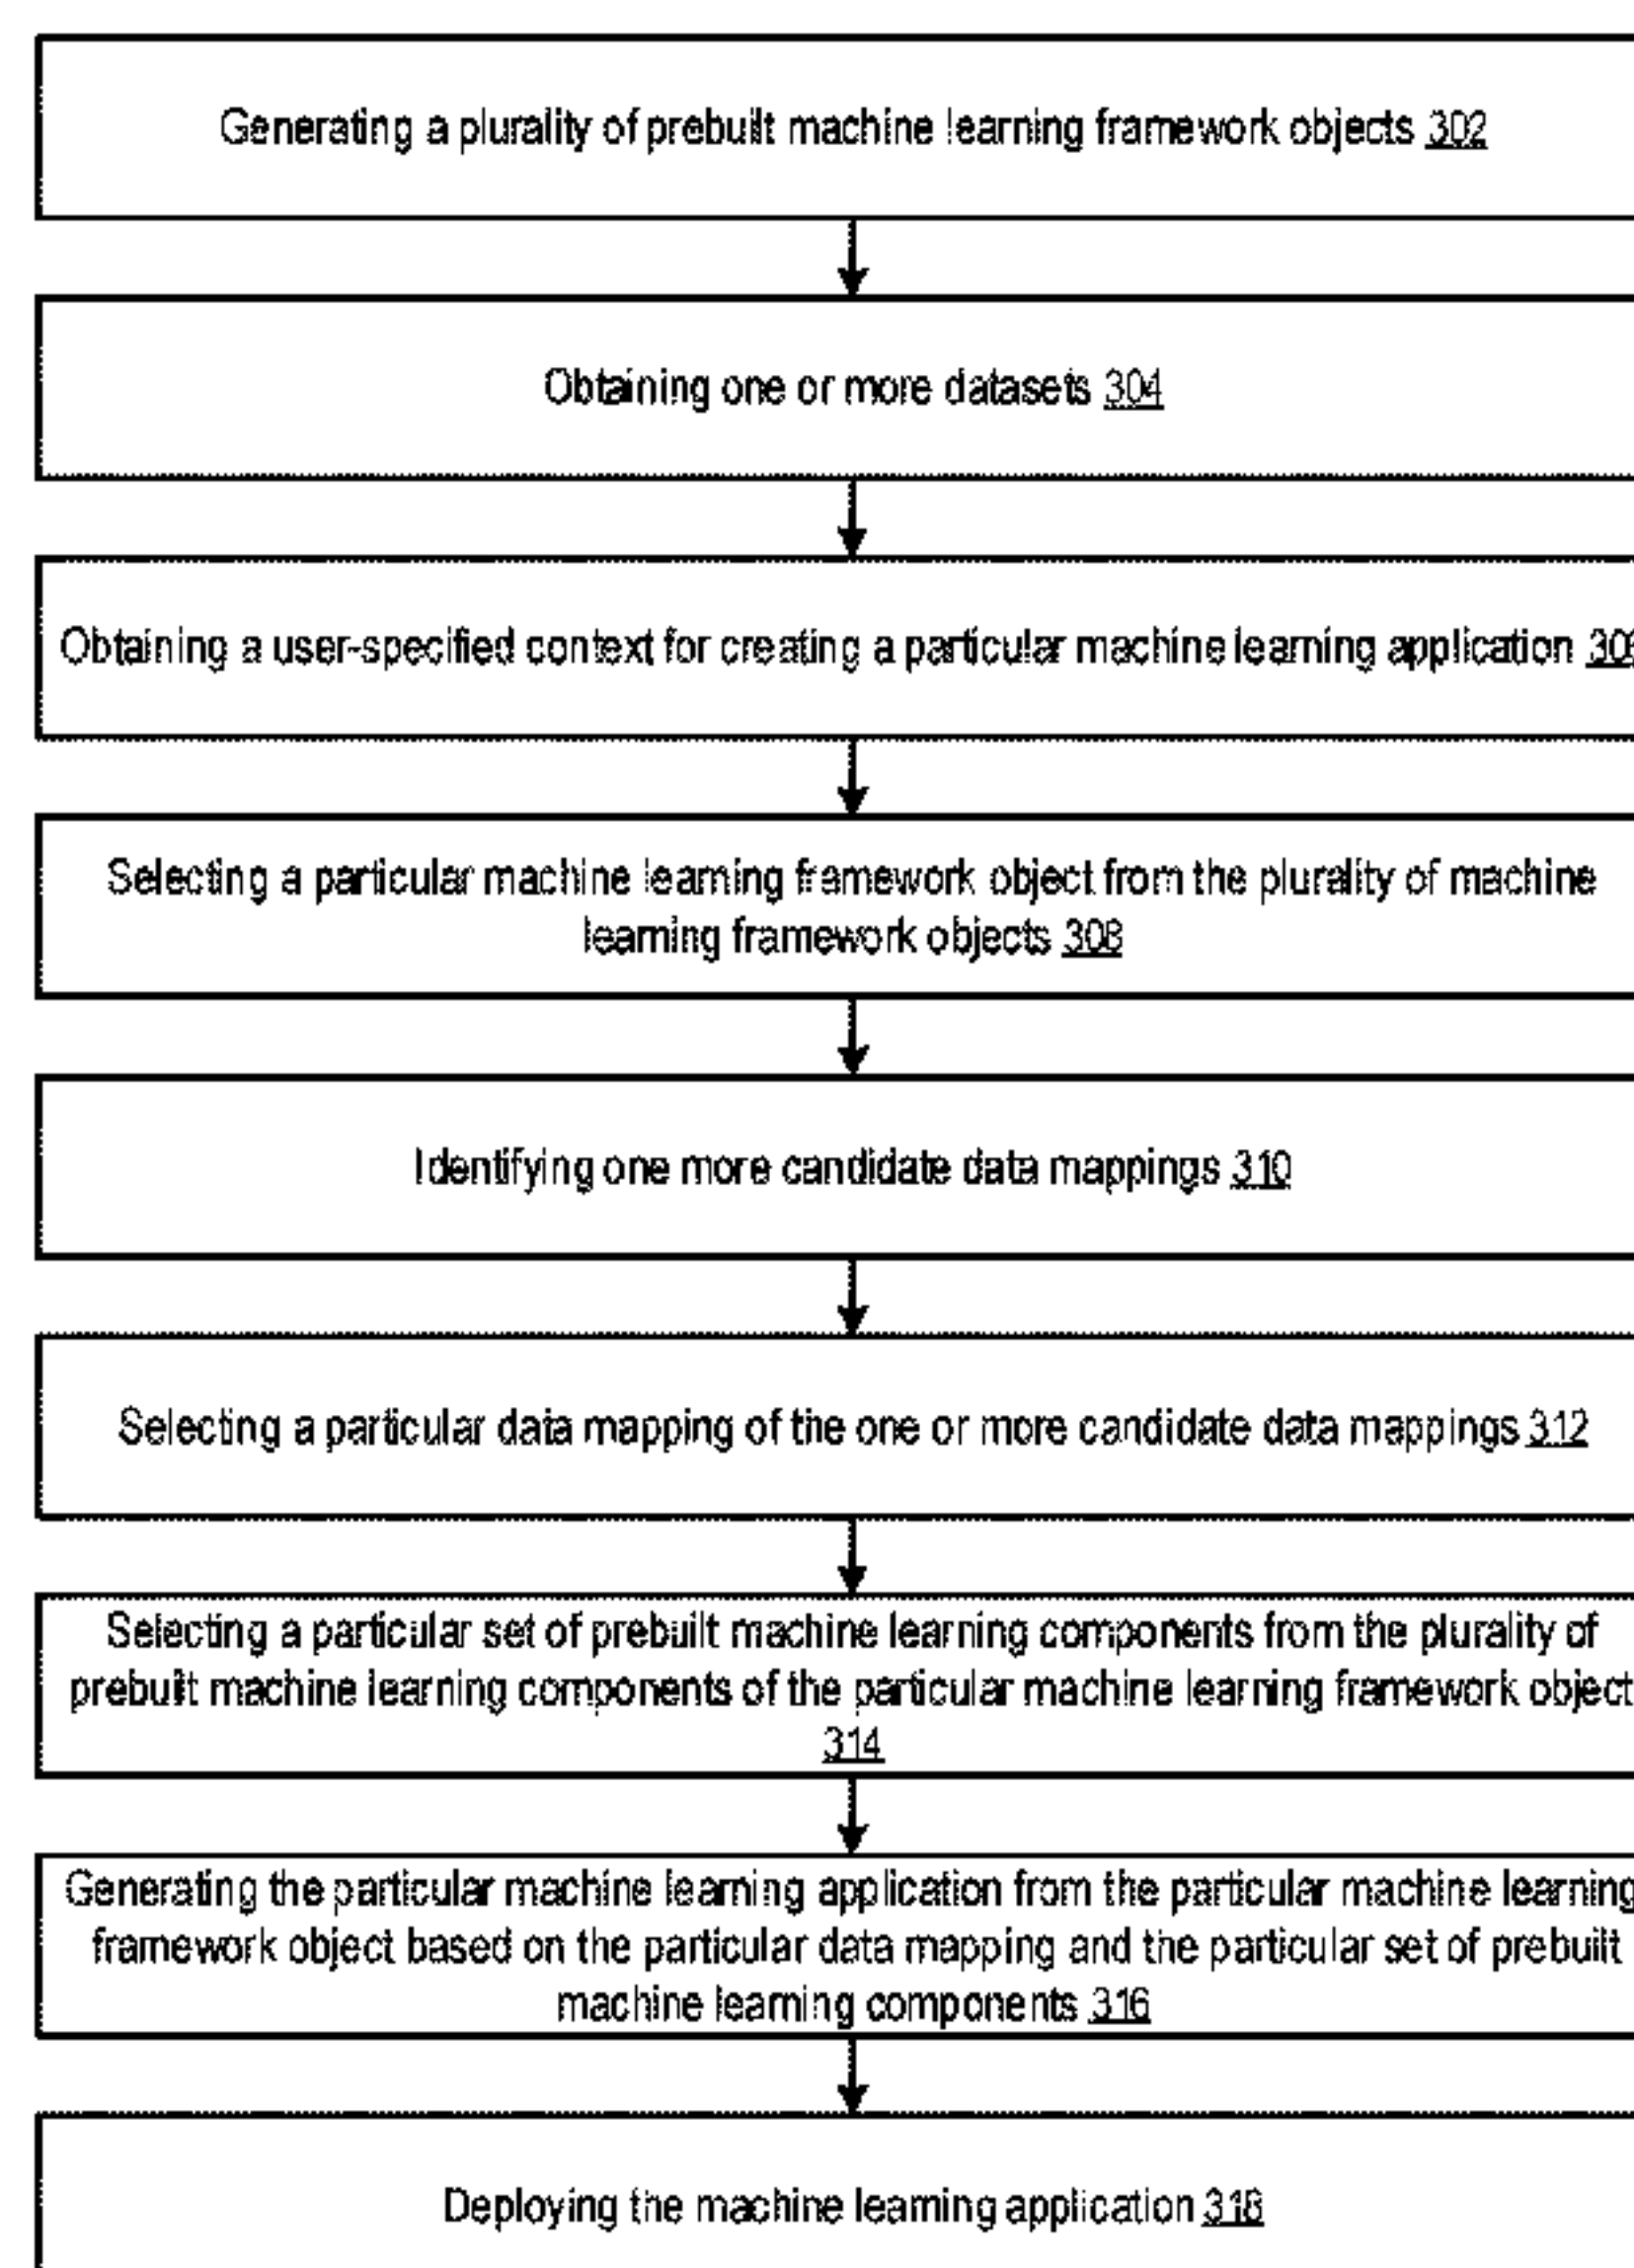 Generating a plurality of prebuilt machine learning framework objects 302
Obtaining one or more datasets 304
Obtaining a user-specified context for creating a particular machine learning application
Selecting a particular machine learning framework object from the plurality of machine
learning framework objects 308
Identifying one more candidate data mappings 310
Selecting a particular data mapping of the one or more candidate data mappings 312
Selecting a particular set of prebuilt machine learning components from the plurality of
prebuilt machine learning components of the particular machine learning framework object
314
Generating the particular machine learning application from the particular machine learning
framework object based on the particular data mapping and the particular set of prebuilt
machine learning components 316
Deploying the machine learning application 318